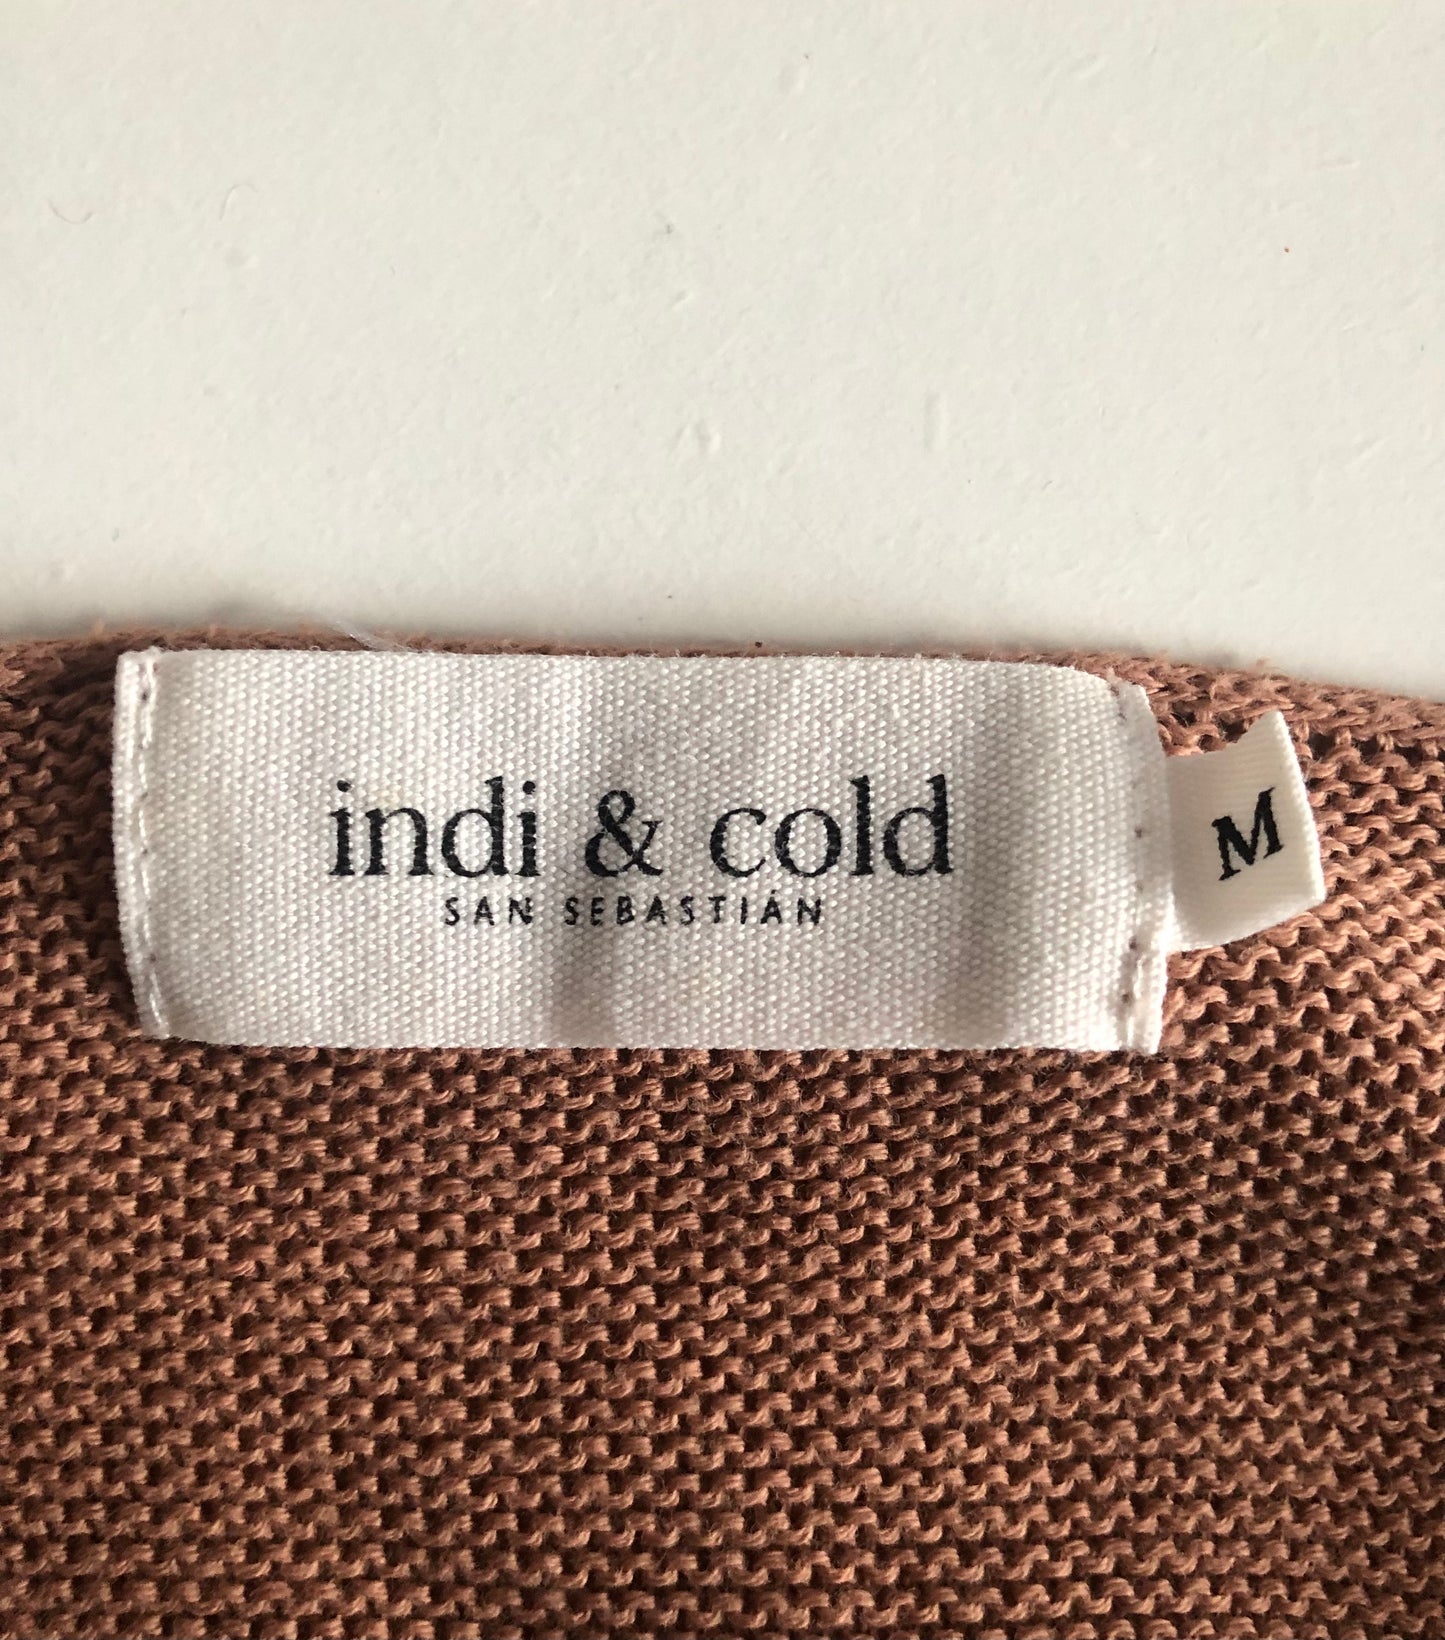 indi & cold
SAN SEBASTIÁN
M